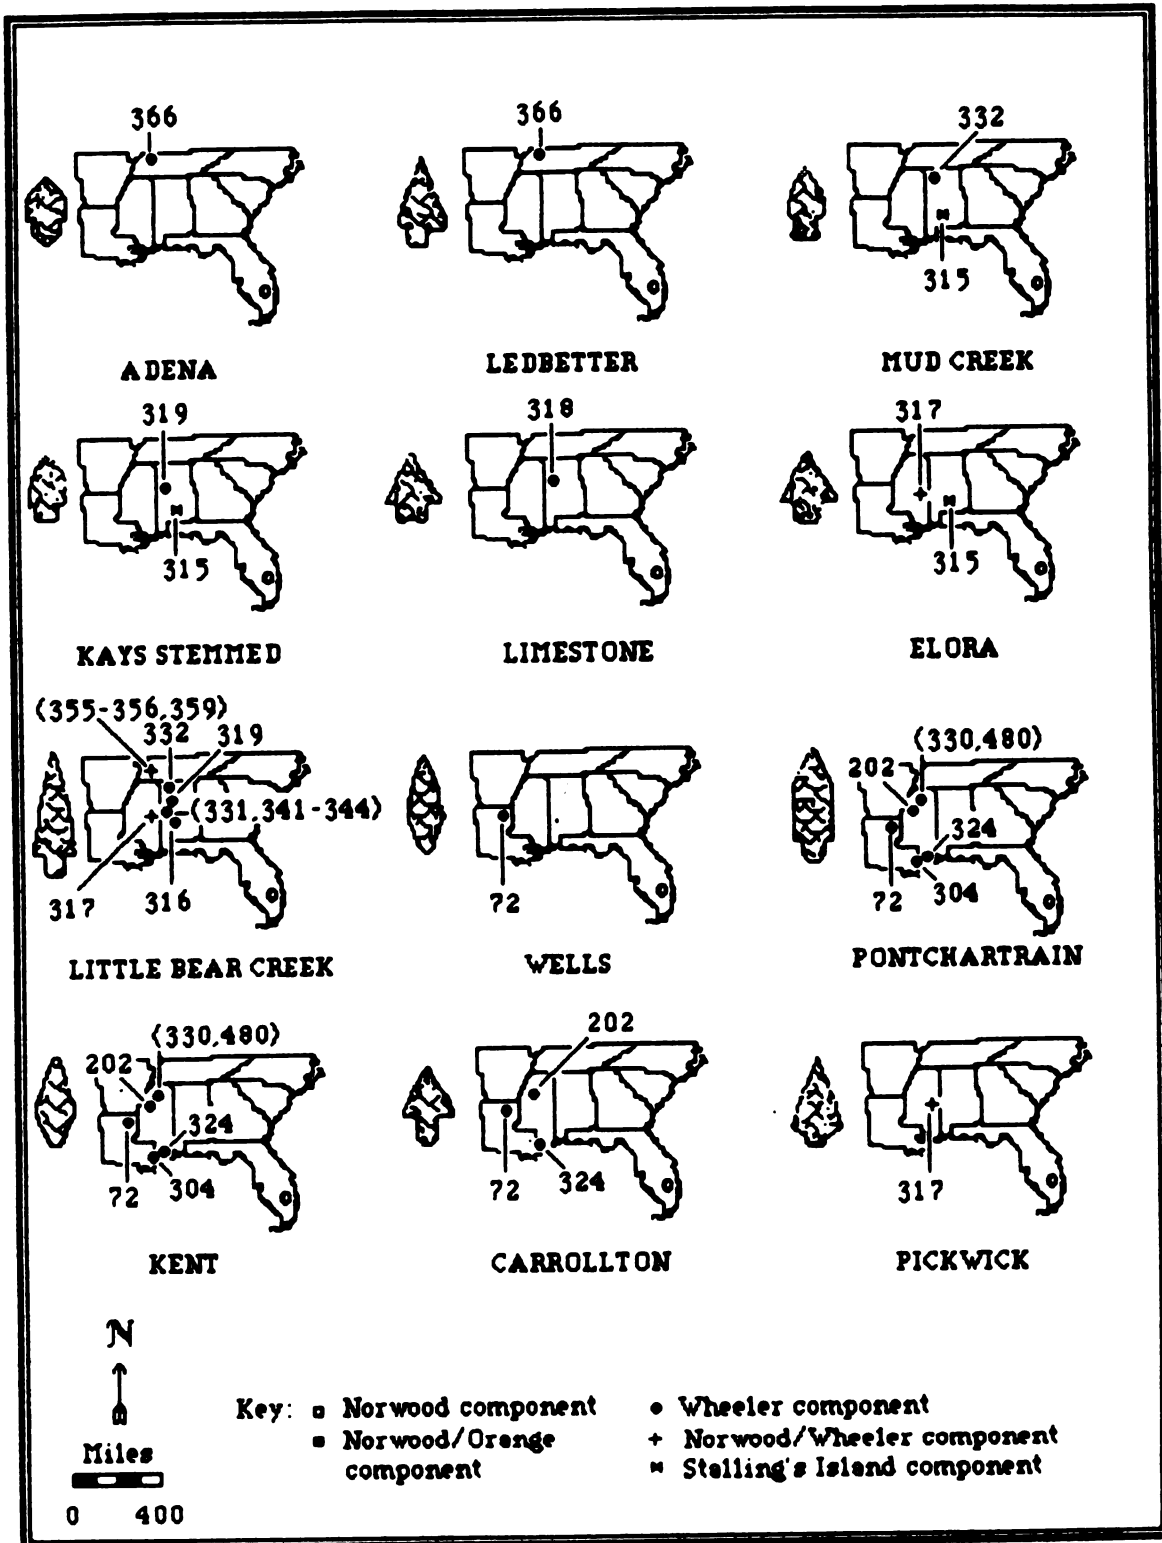 366
366
332
315
ADENA
LEDBETTER
MUD CREEK
319
318
317
315
315
KAYS STEMMED
LIMESTONE
ELORA
(355-356,359)
332
319
(331,341-344)
317
316
72
(330,480)
202
324
72
304
LITTLE BEAR CREEK
WELLS
PONTCHARTRAIN
(330,480)
202
324
72
304
202
72
324
317
KENT
CARROLLTON
PICKWICK
N
Miles
0 400
Key:
Norwood component
Norwood/Orange
component
Wheeler component
Norwood/Wheeler component
Stalling's Island component